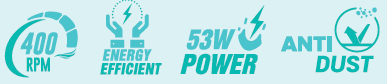 400
RPM
ENERGY
EFFICIENT
53W
POWER
ANTI
DUST